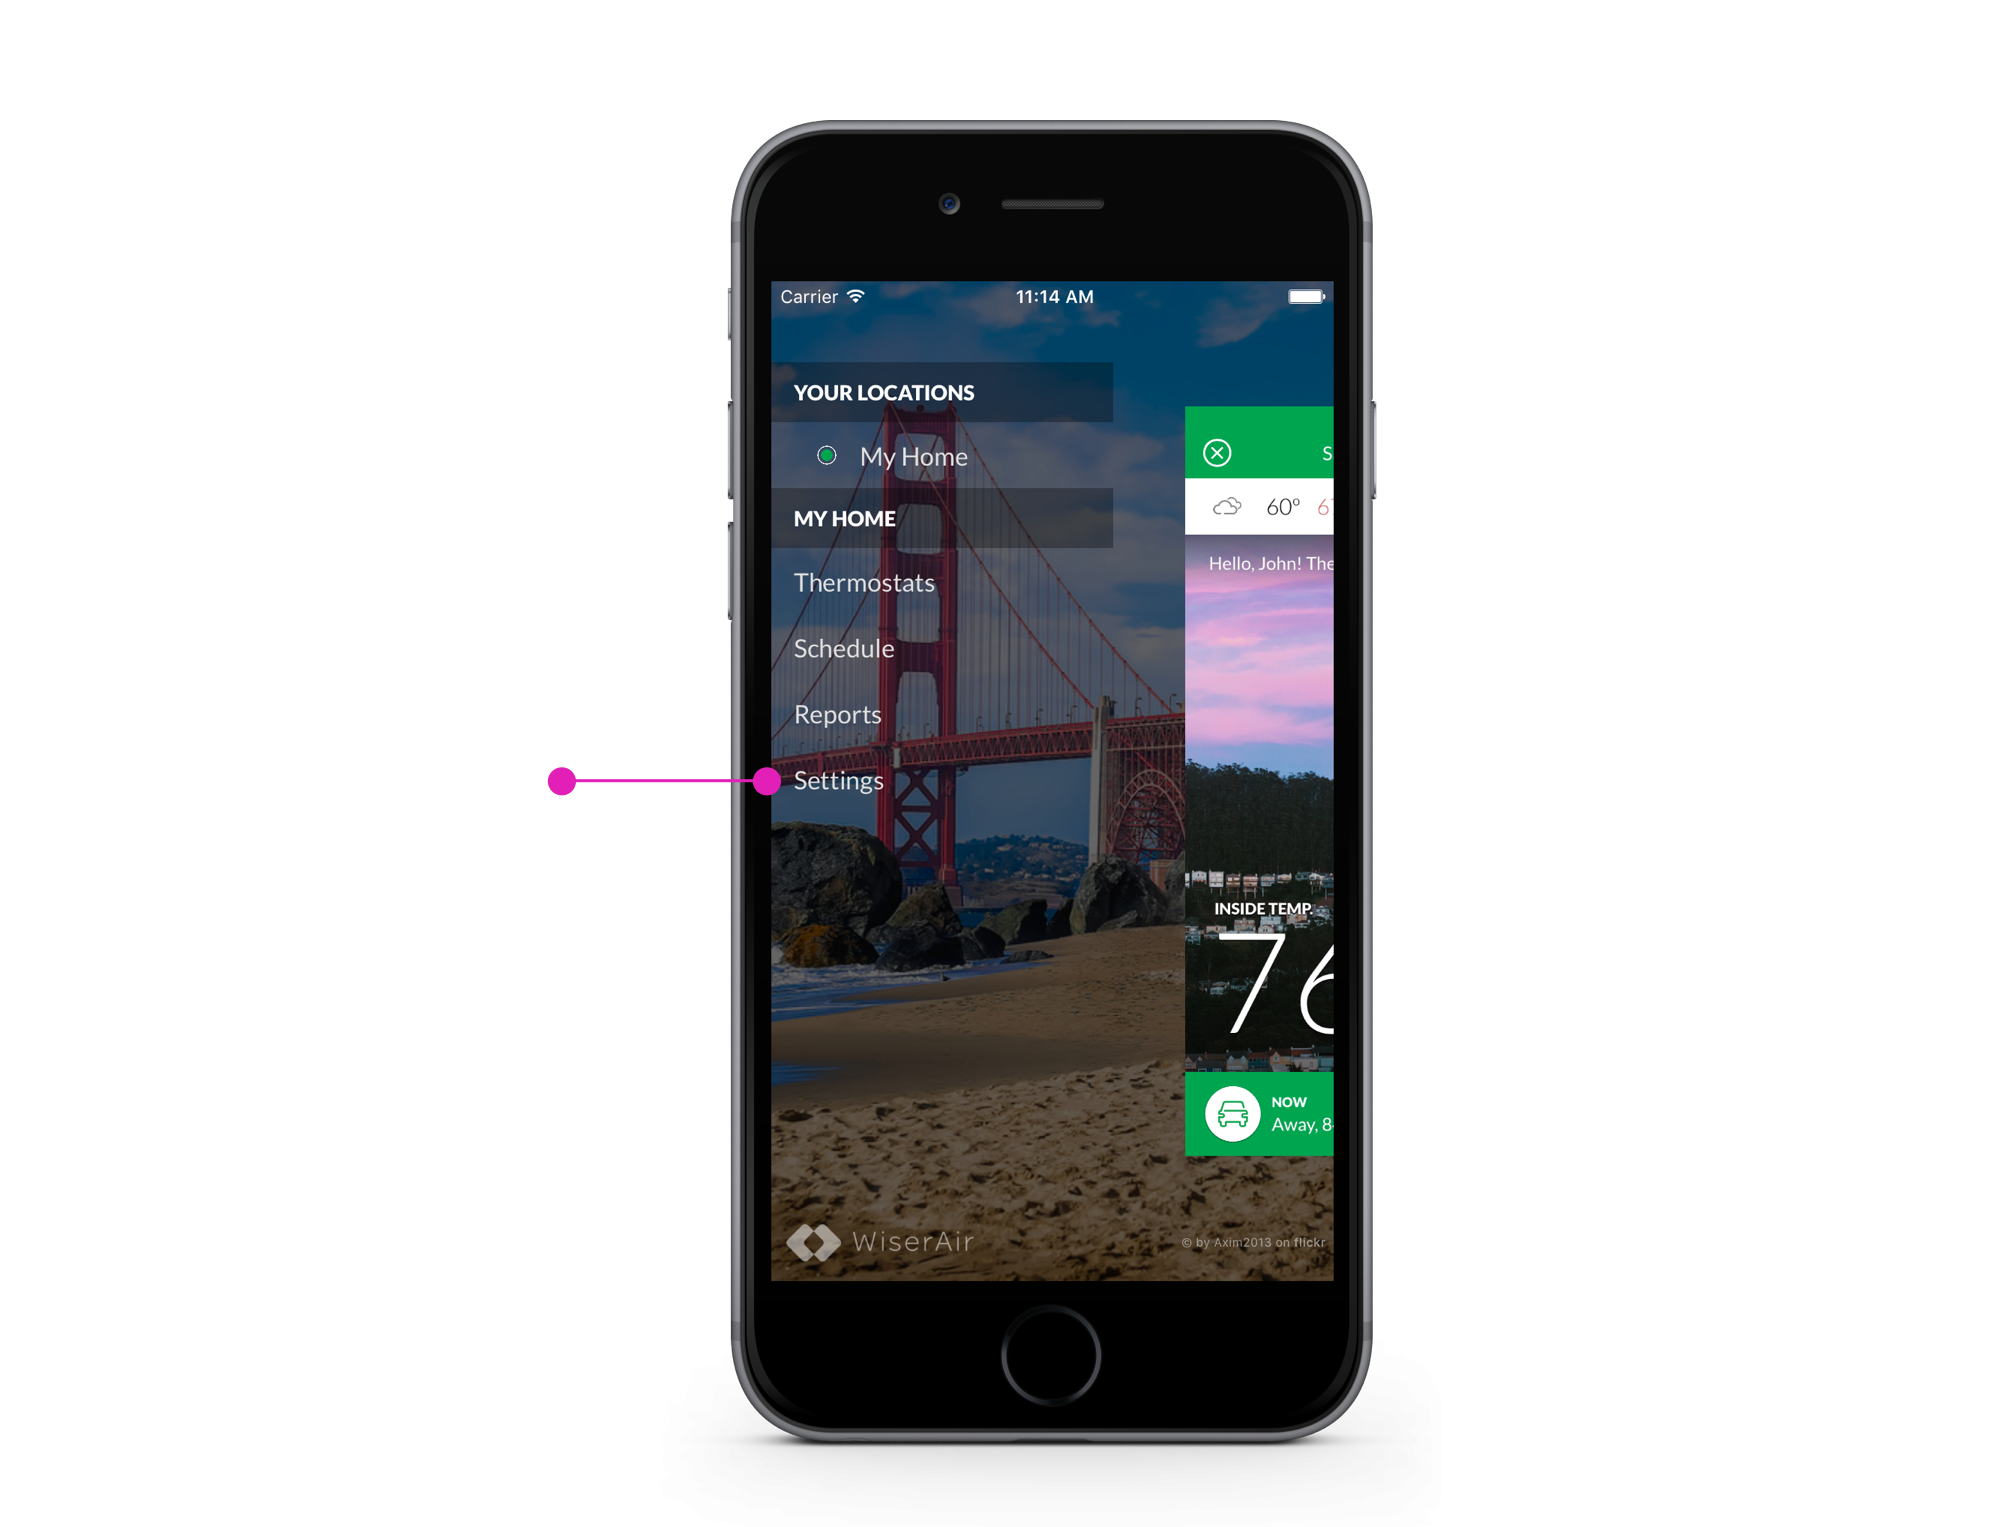 Carrier 11:14 AM
YOUR LOCATIONS
My Home
MY HOME
Thermostats
Schedule
Reports
Settings
S
60° 6
Hello, John! The
INSIDE TEMP.
76
NOW
Away, 8
WiserAir
© by Axim2013 on flickr